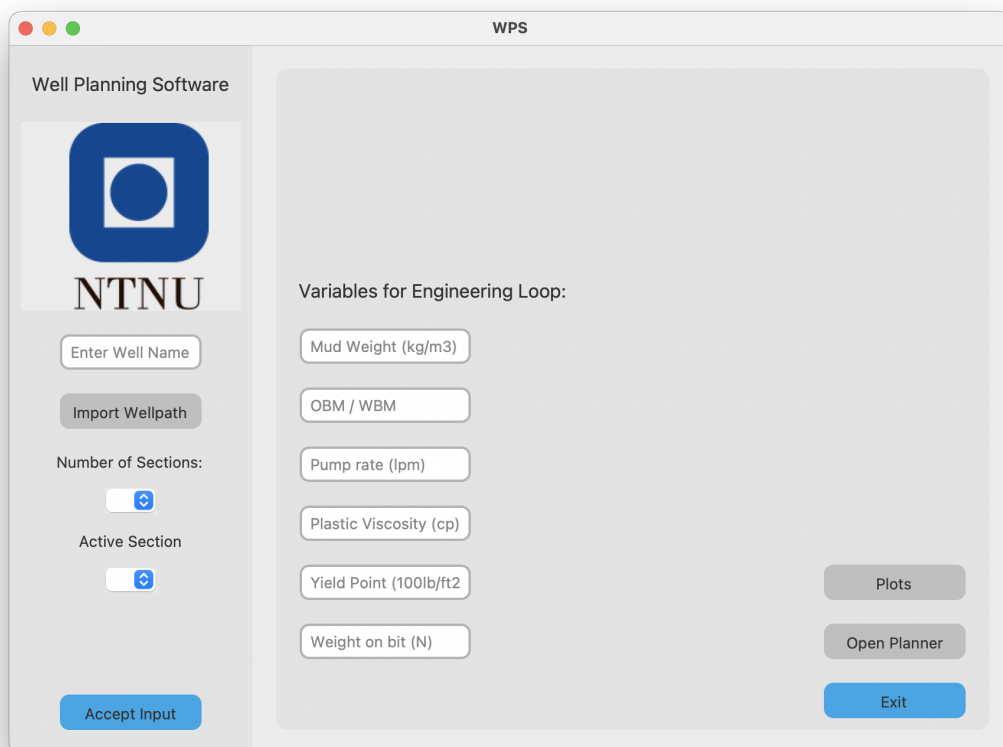 WPS
Well Planning Software
NTNU
Enter Well Name
Import Wellpath
Number of Sections:
Active Section
Accept Input
Variables for Engineering Loop:
Mud Weight (kg/m3)
OBM / WBM
Pump rate (lpm)
Plastic Viscosity (cp)
Yield Point (100lb/ft2
Weight on bit (N)
Plots
Open Planner
Exit